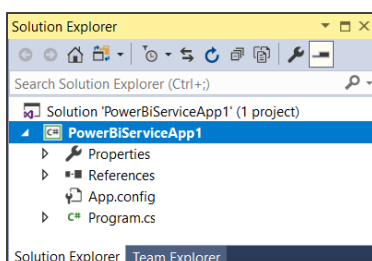 Solution Explorer
Search Solution Explorer (Ctrl+;)
Solution 'PowerBiServiceApp1' (1 project)
C# PowerBiServiceApp1
Properties
References
App.config
C# Program.cs
Solution Explorer Team Explorer